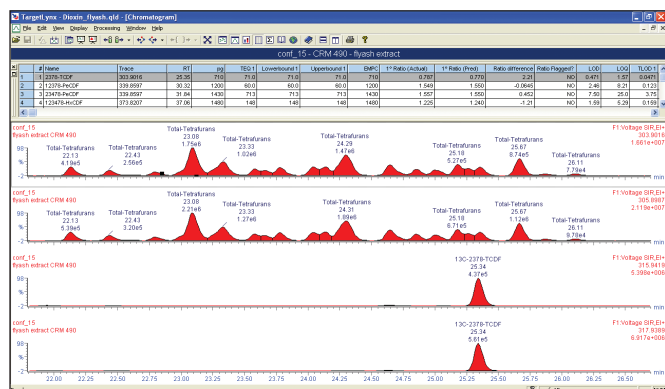 TargetLynx - Dioxin_flyash.qld - [Chromatogram]
File Edit View Display Processing Window Help
conf_15 - CRM 490 - flyash extract
# Name Trace RT pg TEQ 1 Lowerbound 1 Upperbound 1 EMPC 1° Ratio (Actual) 1° Ratio (Pred) Ratio difference Ratio Flagged? LOD LOQ TLOD 1
1 1 2378-TCDF 303.9016 25.35 710 71.0 71.0 71.0 710 0.787 0.770 2.21 NO 0.471 1.57 0.0471
2 2 12378-PeCDF 339.8597 30.32 1200 60.0 60.0 60.0 1200 1.549 1.550 -0.0645 NO 2.46 8.21 0.123
3 3 23478-PeCDF 339.8597 31.84 1430 713 713 713 1430 1.557 1.550 0.452 NO 7.50 25.0 3.75
4 4 123478-HxCDF 373.8207 37.06 1480 148 148 148 1480 1.225 1.240 -1.21 NO 1.59 5.29 0.159
conf_15
flyash extract CRM 490
F1:Voltage SIR,EI+
303.9016
1.661e+007
98
%
-2
Total-Tetrafurans
22.13
4.19e5
Total-Tetrafurans
22.43
2.56e5
Total-Tetrafurans
23.08
1.75e6
Total-Tetrafurans
23.33
1.02e6
Total-Tetrafurans
24.29
1.47e6
Total-Tetrafurans
25.18
5.27e5
Total-Tetrafurans
25.67
8.74e5
26.11
7.79e4
min
conf_15
flyash extract CRM 490
F1:Voltage SIR,EI+
305.8987
2.119e+007
98
%
-2
Total-Tetrafurans
22.13
5.39e5
Total-Tetrafurans
22.43
3.20e5
Total-Tetrafurans
23.08
2.21e6
Total-Tetrafurans
23.33
1.27e6
Total-Tetrafurans
24.31
1.89e6
Total-Tetrafurans
25.18
6.71e5
Total-Tetrafurans
25.67
1.12e6
Total-Tetrafurans
26.11
9.78e4
min
conf_15
flyash extract CRM 490
F1:Voltage SIR,EI+
315.9419
5.398e+006
98
%
-2
13C-2378-TCDF
25.34
4.37e5
min
conf_15
flyash extract CRM 490
F1:Voltage SIR,EI+
317.9389
6.917e+006
98
%
-2
13C-2378-TCDF
25.34
5.61e5
min
22.00 22.25 22.50 22.75 23.00 23.25 23.50 23.75 24.00 24.25 24.50 24.75 25.00 25.25 25.50 25.75 26.00 26.25 26.50